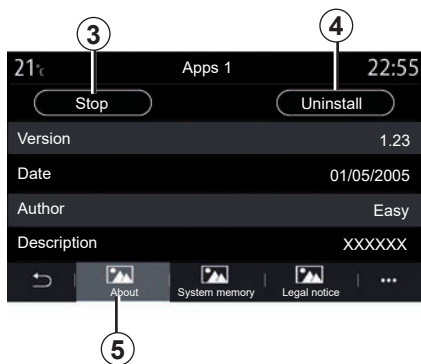 3 4
21°c Apps 1 22:55
Stop Uninstall
Version 1.23
Date 01/05/2005
Author Easy
Description XXXXXX
About System memory Legal notice ...
5